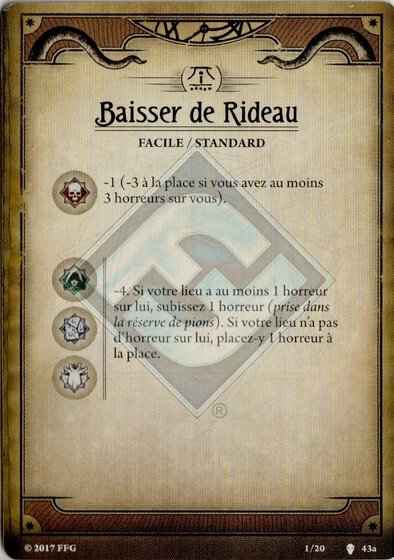 Baisser de Rideau
FACILE / STANDARD
-1 (-3 à la place si vous avez au moins
3 horreurs sur vous).
-4. Si votre lieu a au moins 1 horreur
sur lui, subissez 1 horreur (prise dans
la réserve de pions). Si votre lieu n'a pas
d'horreur sur lui, placez-y 1 horreur à
la place.
®
© 2017 FFG
1/20
43a